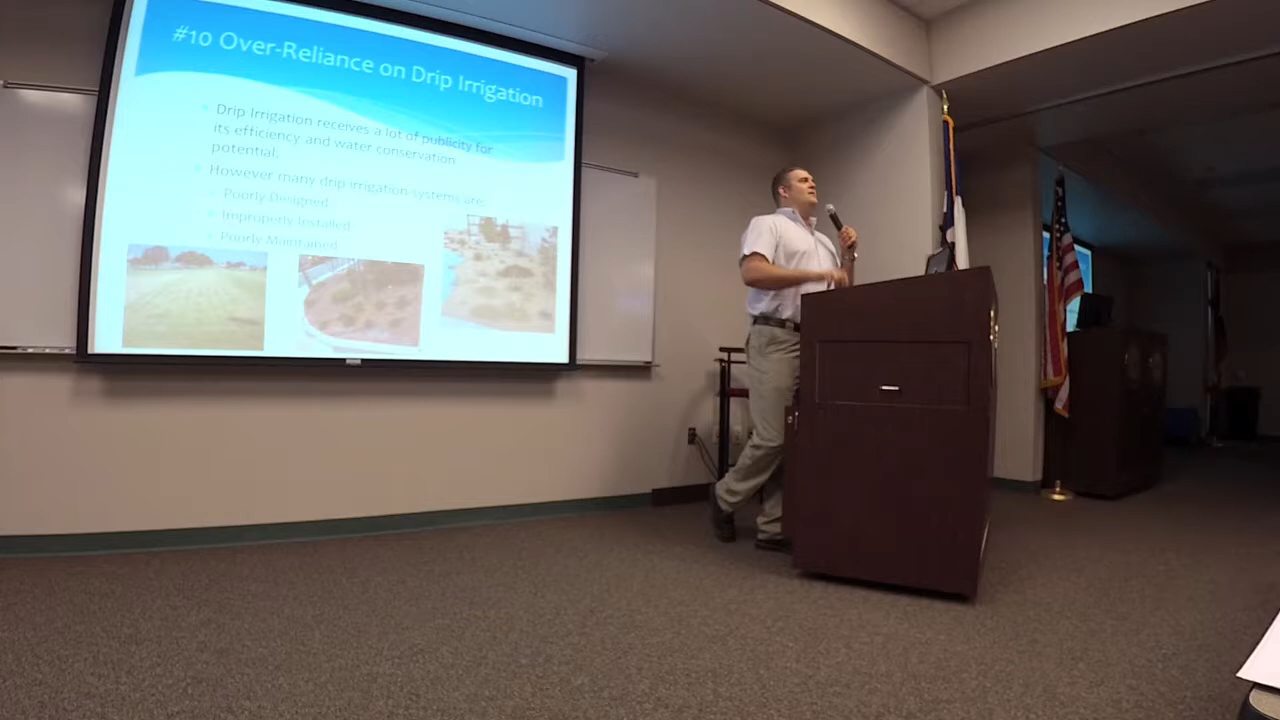 #10 Over-Reliance on Drip Irrigation
Drip Irrigation receives a lot of publicity for
its efficiency and water conservation
potential;
However many drip irrigation systems are:
Poorly Designed
Improperly Installed
Poorly Maintained